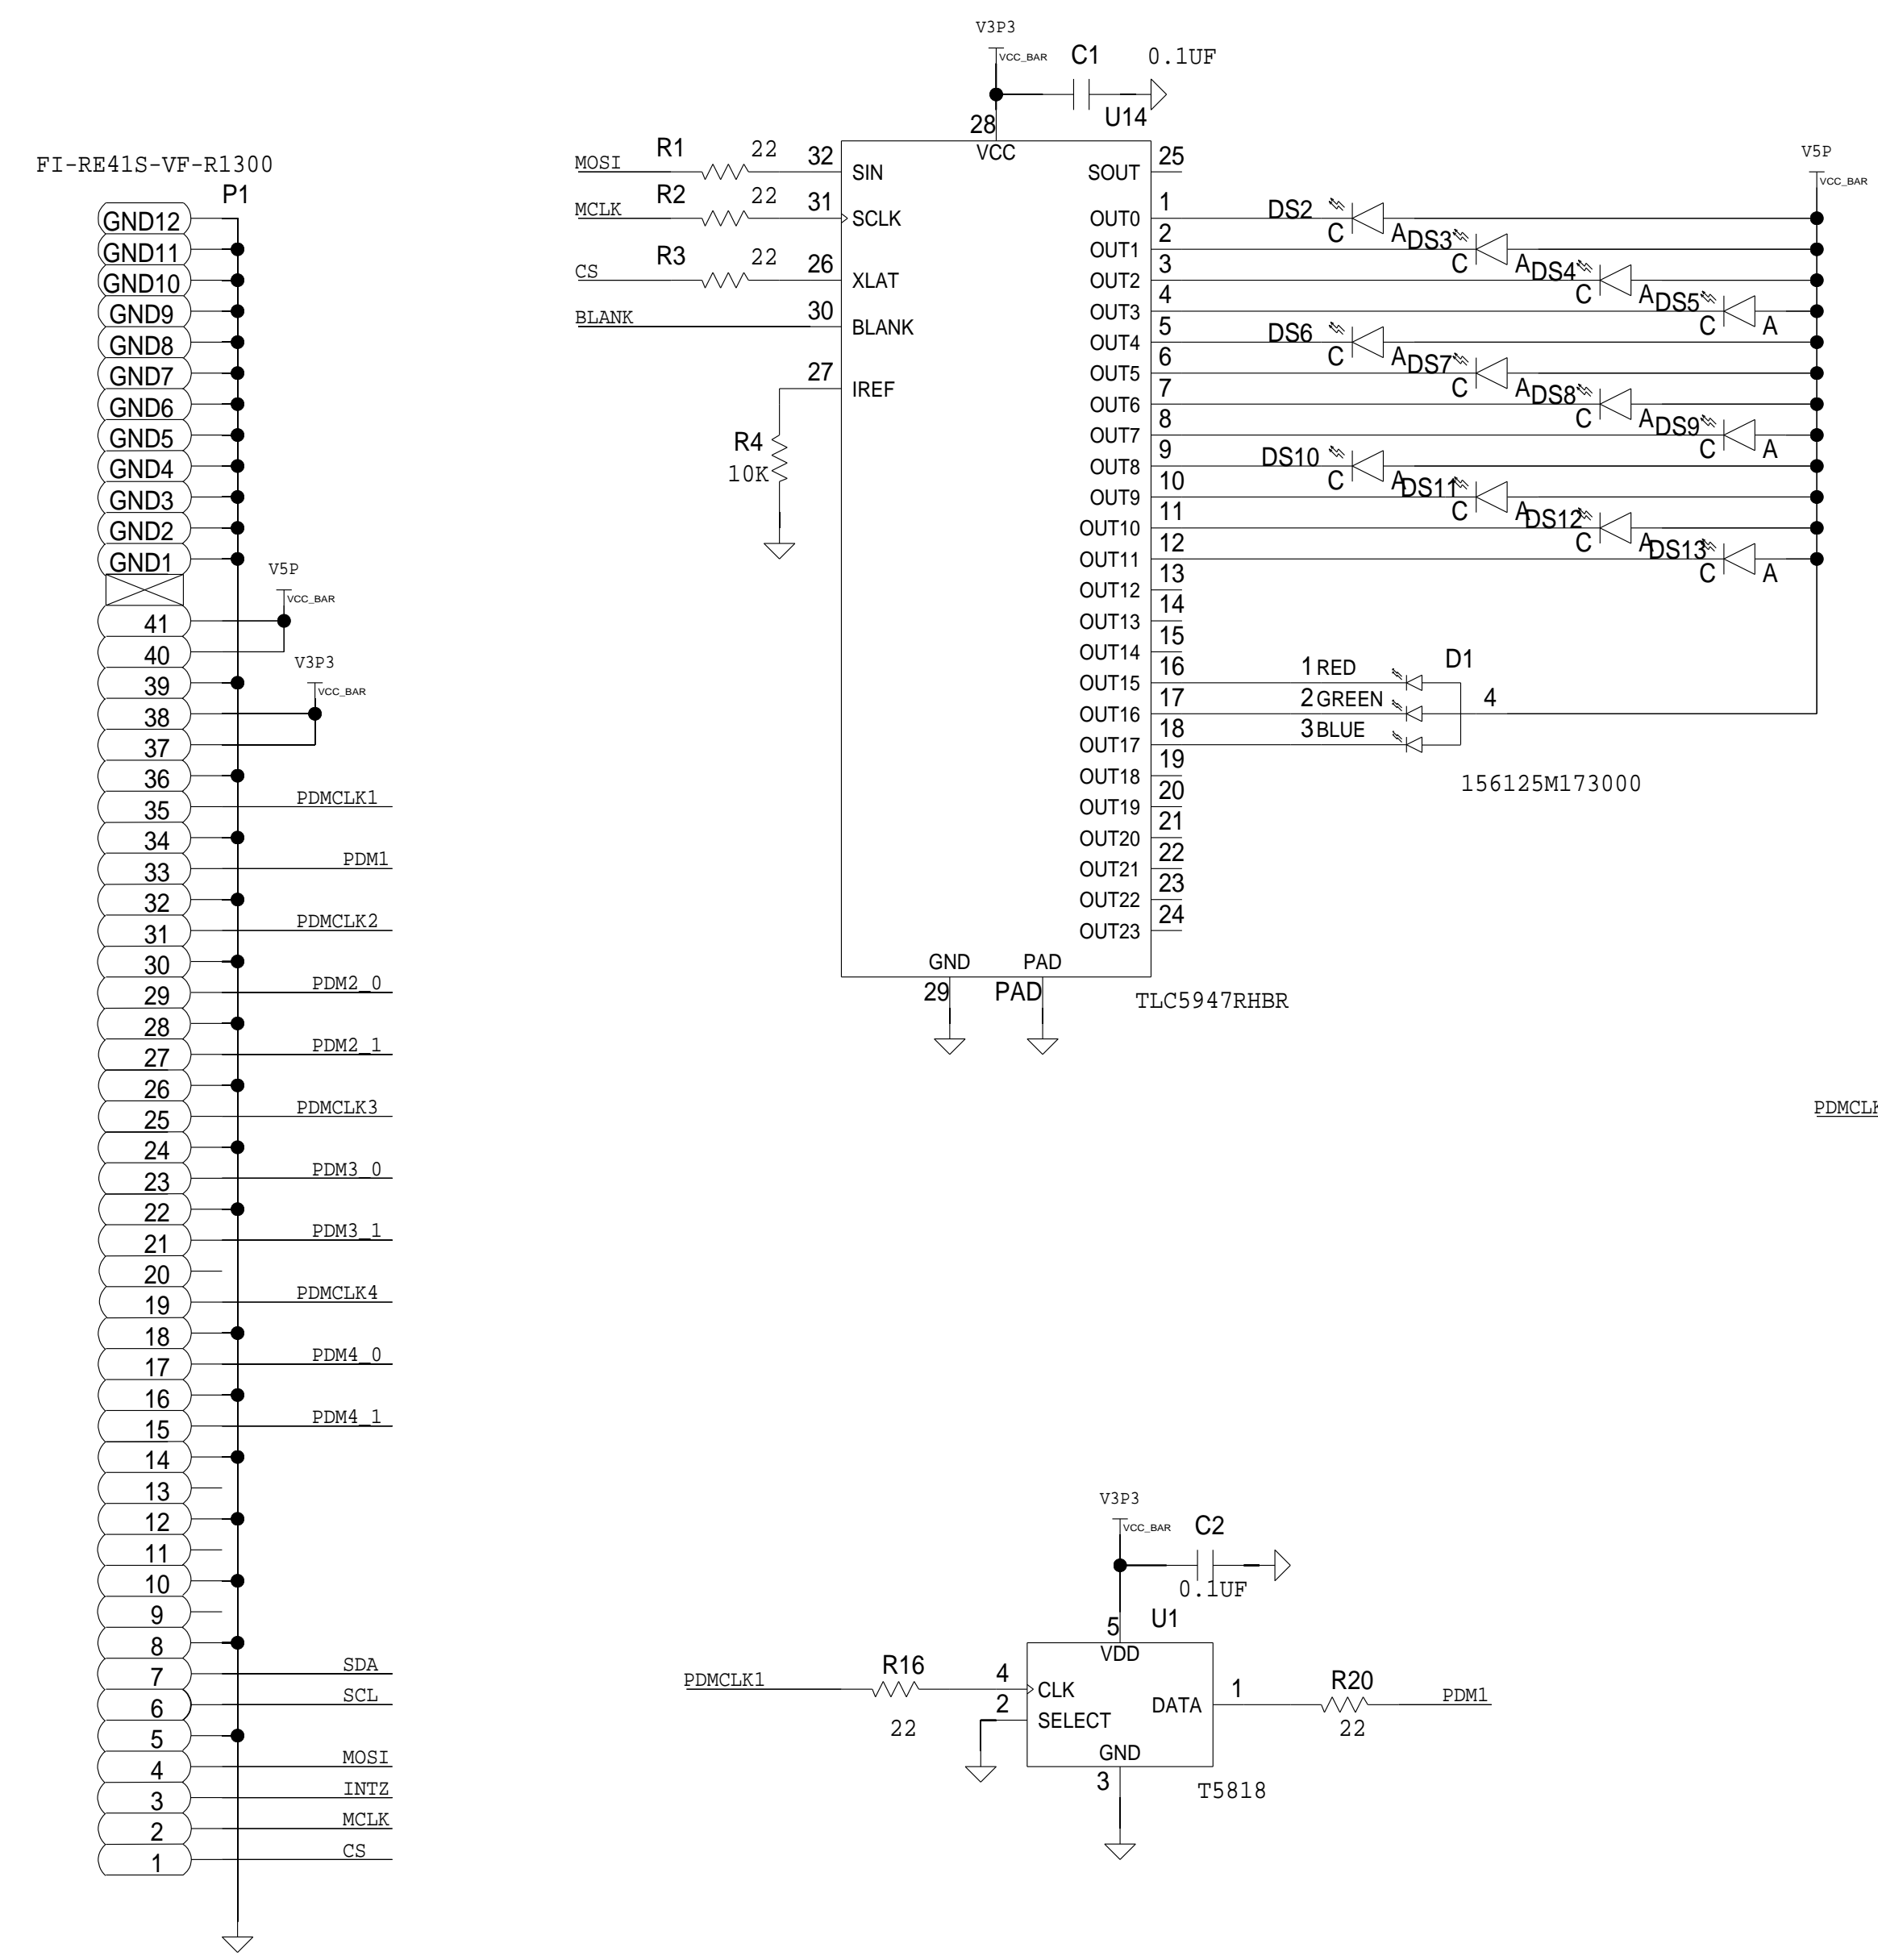 FI-RE41S-VF-R1300
P1
GND12
GND11
GND10
GND9
GND8
GND7
GND6
GND5
GND4
GND3
GND2
GND1
V5P
VCC_BAR
41
40
V3P3
VCC_BAR
39
38
37
36
35 PDMCLK1
34
33 PDM1
32
31 PDMCLK2
30
29 PDM2_0
28
27 PDM2_1
26
25 PDMCLK3
24
23 PDM3_0
22
21 PDM3_1
20
19 PDMCLK4
18
17 PDM4_0
16
15 PDM4_1
14
13
12
11
10
9
8
7 SDA
6 SCL
5
4 MOSI
3 INTZ
2 MCLK
1 CS
V3P3
VCC_BAR C1 0.1UF
U14
28
VCC
MOSI R1 22 32 SIN
MCLK R2 22 31 SCLK
CS R3 22 26 XLAT
BLANK 30 BLANK
27 IREF
R4
10K
SOUT 25
V5P
VCC_BAR
OUT0 1 DS2 C A
OUT1 2 DS3 C A
OUT2 3 DS4 C A
OUT3 4 DS5 C A
OUT4 5 DS6 C A
OUT5 6 DS7 C A
OUT6 7 DS8 C A
OUT7 8 DS9 C A
OUT8 9 DS10 C A
OUT9 10 DS11 C A
OUT10 11 DS12 C A
OUT11 12 DS13 C A
OUT12 13
OUT13 14
OUT14 15
OUT15 16 1 RED D1
OUT16 17 2 GREEN 4
OUT17 18 3 BLUE
156125M173000
OUT18 19
OUT19 20
OUT20 21
OUT21 22
OUT22 23
OUT23 24
GND PAD
29 PAD
TLC5947RHBR
V3P3
VCC_BAR C2
0.1UF
U1
5
VDD
PDMCLK1 R16 22 4 CLK
2 SELECT
DATA 1 R20 22 PDM1
GND
3
T5818